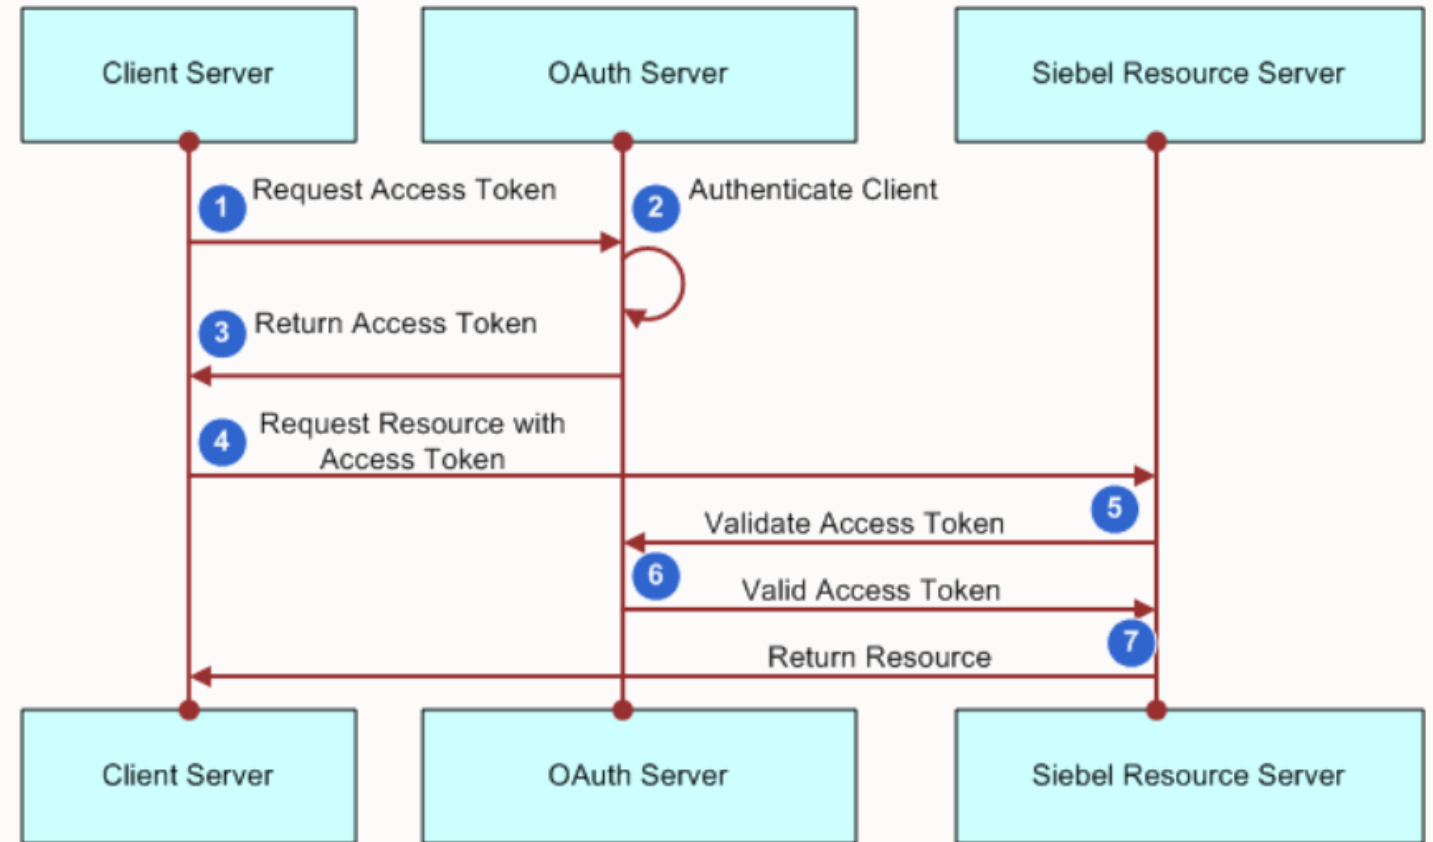 Client Server
OAuth Server
Siebel Resource Server
1
Request Access Token
2
Authenticate Client
3
Return Access Token
4
Request Resource with
Access Token
5
Validate Access Token
6
Valid Access Token
7
Return Resource
Client Server
OAuth Server
Siebel Resource Server